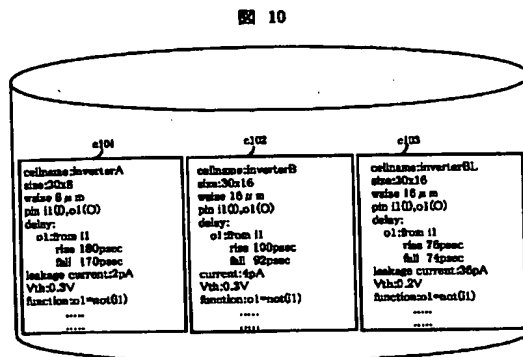 図 10
c101
cellname:inverterA
size:30x8
wsize 8μm
pin i1(I),o1(O)
delay:
o1:from i1
rise 180psec
fall 170psec
leakage current:2pA
Vth:0.3V
function:o1=not(i1)
.....
.....
c102
cellname:inverterB
size:30x16
wsize 16μm
pin i1(I),o1(O)
delay:
o1:from i1
rise 100psec
fall 92psec
current:4pA
Vth:0.3V
function:o1=not(i1)
.....
.....
c103
cellname:inverterBL
size:30x16
wsize 16μm
pin i1(I),o1(O)
delay:
o1:from i1
rise 76psec
fall 74psec
leakage current:36pA
Vth:0.2V
function:o1=not(i1)
.....
.....